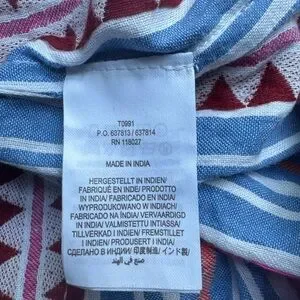 T0991
P.O. 637813 / 637814
RN 118027
MADE IN INDIA
HERGESTELLT IN INDIEN/
FABRIQUÉ EN INDE/ PRODOTTO
IN INDIA/ FABRICADO EN INDIA/
WYPRODUKOWANO W INDIACH/
FABRICADO NA ÍNDIA/ VERVAARDIGD
IN INDIA/ VALMISTETTU INTIASSA/
TILLVERKAD I INDIEN/ FREMSTILLET
I INDIEN/ PRODUSERT I INDIA/
СДЕЛАНО В ИНДИИ/ 印度制造/ インド製/
صنع في الهند